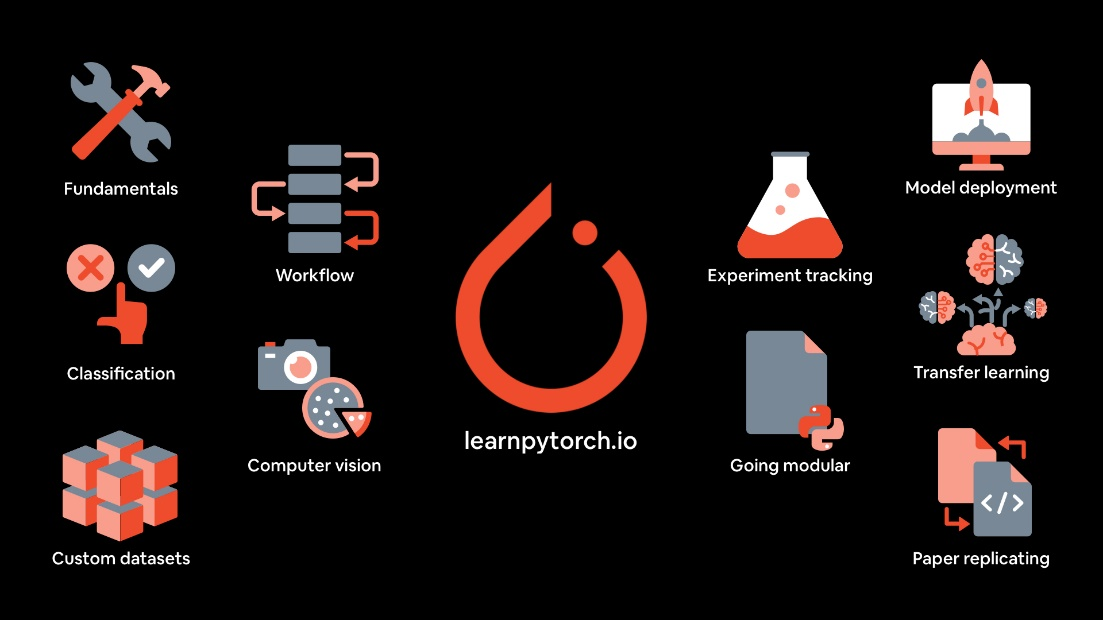 Fundamentals
Workflow
Classification
Computer vision
Custom datasets
learnpytorch.io
Experiment tracking
Model deployment
Going modular
Transfer learning
</>
Paper replicating